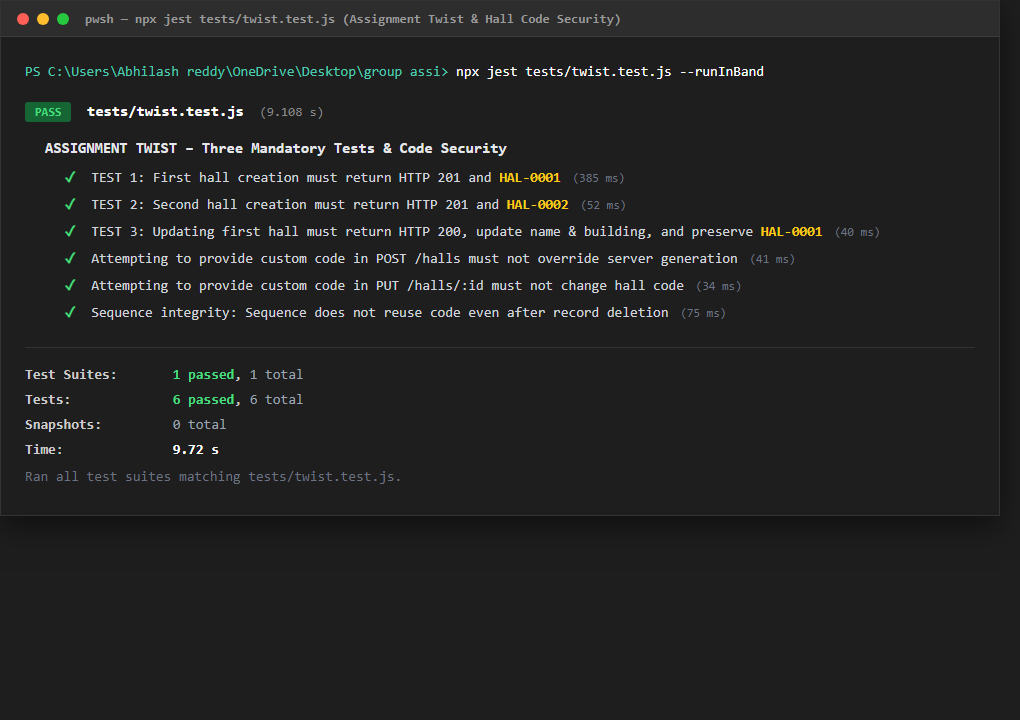 pwsh — npx jest tests/twist.test.js (Assignment Twist & Hall Code Security)
PS C:\Users\Abhilash reddy\OneDrive\Desktop\group assi> npx jest tests/twist.test.js --runInBand
PASS tests/twist.test.js (9.108 s)
ASSIGNMENT TWIST – Three Mandatory Tests & Code Security
✓ TEST 1: First hall creation must return HTTP 201 and HAL-0001 (385 ms)
✓ TEST 2: Second hall creation must return HTTP 201 and HAL-0002 (52 ms)
✓ TEST 3: Updating first hall must return HTTP 200, update name & building, and preserve HAL-0001 (40 ms)
✓ Attempting to provide custom code in POST /halls must not override server generation (41 ms)
✓ Attempting to provide custom code in PUT /halls/:id must not change hall code (34 ms)
✓ Sequence integrity: Sequence does not reuse code even after record deletion (75 ms)
Test Suites: 1 passed, 1 total
Tests: 6 passed, 6 total
Snapshots: 0 total
Time: 9.72 s
Ran all test suites matching tests/twist.test.js.